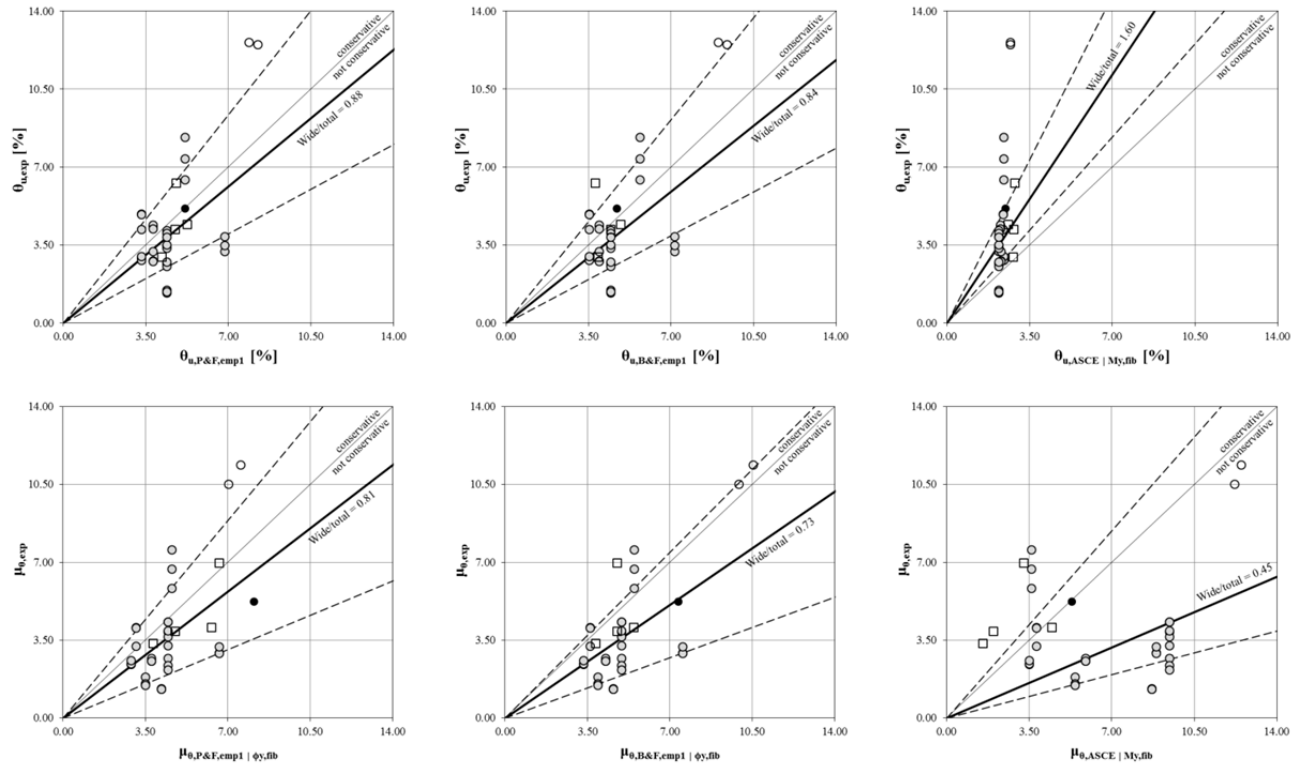 14.00
10.50
7.00
3.50
0.00
θu,exp [%]
conservative
not conservative
Wide/total = 0.88
0.00 3.50 7.00 10.50 14.00
θu,P&F,emp1 [%]
14.00
10.50
7.00
3.50
0.00
θu,exp [%]
conservative
not conservative
Wide/total = 0.84
0.00 3.50 7.00 10.50 14.00
θu,B&F,emp1 [%]
14.00
10.50
7.00
3.50
0.00
θu,exp [%]
Wide/total = 1.60
conservative
not conservative
0.00 3.50 7.00 10.50 14.00
θu,ASCE | My,fib [%]
14.00
10.50
7.00
3.50
0.00
μθ,exp
conservative
not conservative
Wide/total = 0.81
0.00 3.50 7.00 10.50 14.00
μθ,P&F,emp1 | ϕy,fib
14.00
10.50
7.00
3.50
0.00
μθ,exp
conservative
not conservative
Wide/total = 0.73
0.00 3.50 7.00 10.50 14.00
μθ,B&F,emp1 | ϕy,fib
14.00
10.50
7.00
3.50
0.00
μθ,exp
conservative
not conservative
Wide/total = 0.45
0.00 3.50 7.00 10.50 14.00
μθ,ASCE | My,fib